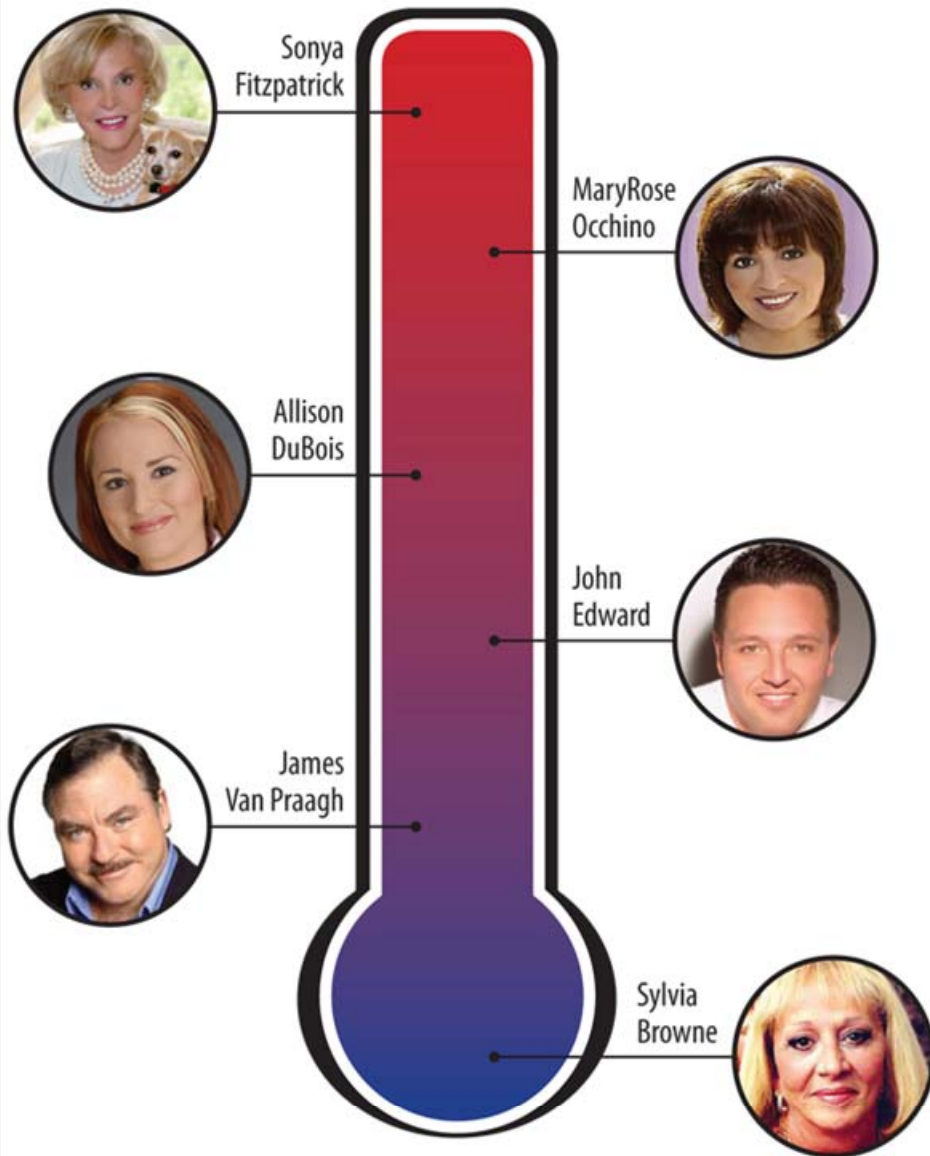 Sonya
Fitzpatrick
MaryRose
Occhino
Allison
DuBois
John
Edward
James
Van Praagh
Sylvia
Browne